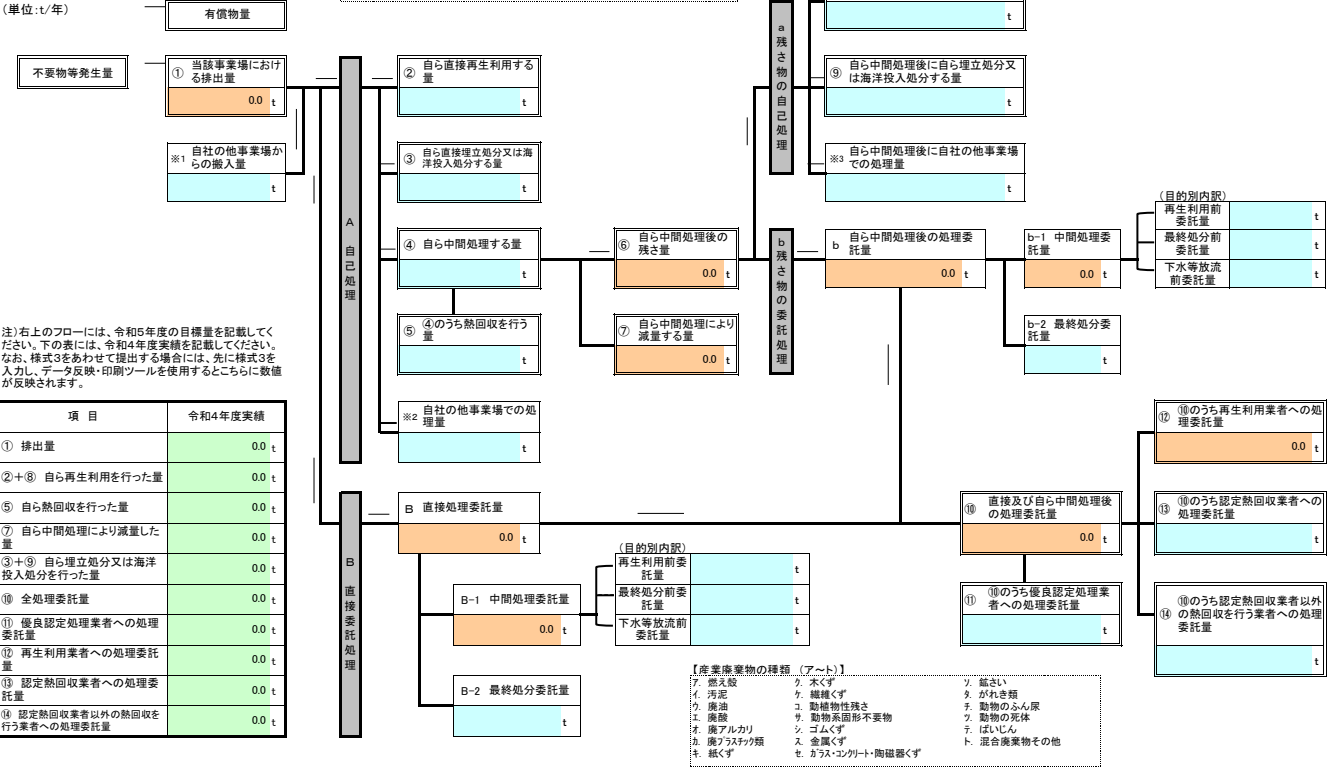 (単位:t/年)
有償物量
t
不要物等発生量
① 当該事業場におけ
る排出量
0.0 t
※1 自社の他事業場か
らの搬入量
t
A 自己処理
② 自ら直接再生利用する
量
t
③ 自ら直接埋立処分又は海
洋投入処分する量
t
④ 自ら中間処理する量
t
⑤ ④のうち熱回収を行う
量
t
※2 自社の他事業場での処
理量
t
⑥ 自ら中間処理後の
残さ量
0.0 t
⑦ 自ら中間処理により
減量する量
0.0 t
a 残さ物の自己処理
⑨ 自ら中間処理後に自ら埋立処分又
は海洋投入処分する量
t
※3 自ら中間処理後に自社の他事業場
での処理量
t
b 残さ物の委託処理
b 自ら中間処理後の処理委
託量
0.0 t
b-1 中間処理委
託量
0.0 t
(目的別内訳)
再生利用前
委託量
t
最終処分前
委託量
t
下水等放流
前委託量
t
b-2 最終処分委
託量
t
注)右上のフローには、令和5年度の目標量を記載してく
ださい。下の表には、令和4年度実績を記載してください。
なお、様式3をあわせて提出する場合には、先に様式3を
入力し、データ反映・印刷ツールを使用するとこちらに数値
が反映されます。
項 目 令和4年度実績
① 排出量 0.0 t
②+⑧ 自ら再生利用を行った量 0.0 t
⑤ 自ら熱回収を行った量 0.0 t
⑦ 自ら中間処理により減量した
量 0.0 t
③+⑨ 自ら埋立処分又は海洋
投入処分を行った量 0.0 t
⑩ 全処理委託量 0.0 t
⑪ 優良認定処理業者への処理
委託量 0.0 t
⑫ 再生利用業者への処理委託
量 0.0 t
⑬ 認定熱回収業者への処理委
託量 0.0 t
⑭ 認定熱回収業者以外の熱回収を
行う業者への処理委託量 0.0 t
B 直接委託処理
B 直接処理委託量
0.0 t
B-1 中間処理委託量
0.0 t
(目的別内訳)
再生利用前委
託量
t
最終処分前委
託量
t
下水等放流前
委託量
t
B-2 最終処分委託量
t
⑩ 直接及び自ら中間処理後
の処理委託量
0.0 t
⑪ ⑩のうち優良認定処理業
者への処理委託量
t
⑫ ⑩のうち再生利用業者への処
理委託量
0.0 t
⑬ ⑩のうち認定熱回収業者への
処理委託量
t
⑭ ⑩のうち認定熱回収業者以外
の熱回収を行う業者への処理
委託量
t
【産業廃棄物の種類 (ア~ト)】
ア. 燃え殻
イ. 汚泥
ウ. 廃油
エ. 廃酸
オ. 廃アルカリ
カ. 廃プラスチック類
キ. 紙くず
ク. 木くず
ケ. 繊維くず
コ. 動植物性残さ
サ. 動物系固形不要物
シ. ゴムくず
ス. 金属くず
セ. ガラス・コンクリート・陶磁器くず
ソ. 鉱さい
タ. がれき類
チ. 動物のふん尿
ツ. 動物の死体
テ. ばいじん
ト. 混合廃棄物その他